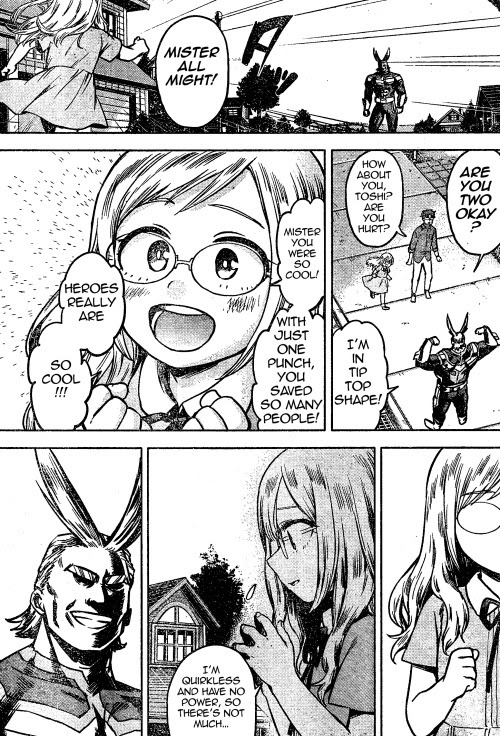 MISTER
ALL
MIGHT!
ARE
YOU
TWO
OKAY
?
HOW
ABOUT
YOU,
TOSHI?
ARE
YOU
HURT?
I'M
IN
TIP
TOP
SHAPE!
MISTER
YOU
WERE
SO
COOL!
WITH
JUST
ONE
PUNCH,
YOU
SAVED
SO MANY
PEOPLE!
HEROES
REALLY
ARE
SO
COOL
!!!
I'M
QUIRKLESS
AND HAVE NO
POWER, SO
THERE'S NOT
MUCH...